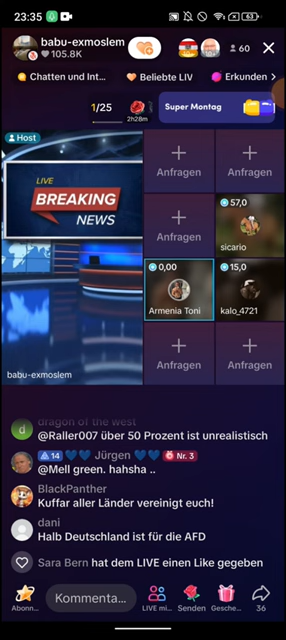 23:35
63
babu-exmoslem
105.8K
60
Chatten und Int...
Beliebte LIV
Erkunden
1/25
2h28m
Super Montag
Host
LIVE
BREAKING
NEWS
babu-exmoslem
Anfragen
Anfragen
Anfragen
57,0
sicario
0,00
Armenia Toni
15,0
kalo_4721
Anfragen
Anfragen
dragon of the west
@Raller007 über 50 Prozent ist unrealistisch
14 💙💙 Jürgen 💙💙 Nr. 3
@Mell green. hahsha ..
BlackPanther
Kuffar aller Länder vereinigt euch!
dani
Halb Deutschland ist für die AFD
Sara Bern hat dem LIVE einen Like gegeben
Abonn...
Kommenta...
LIVE mi...
Senden
Gesche...
36